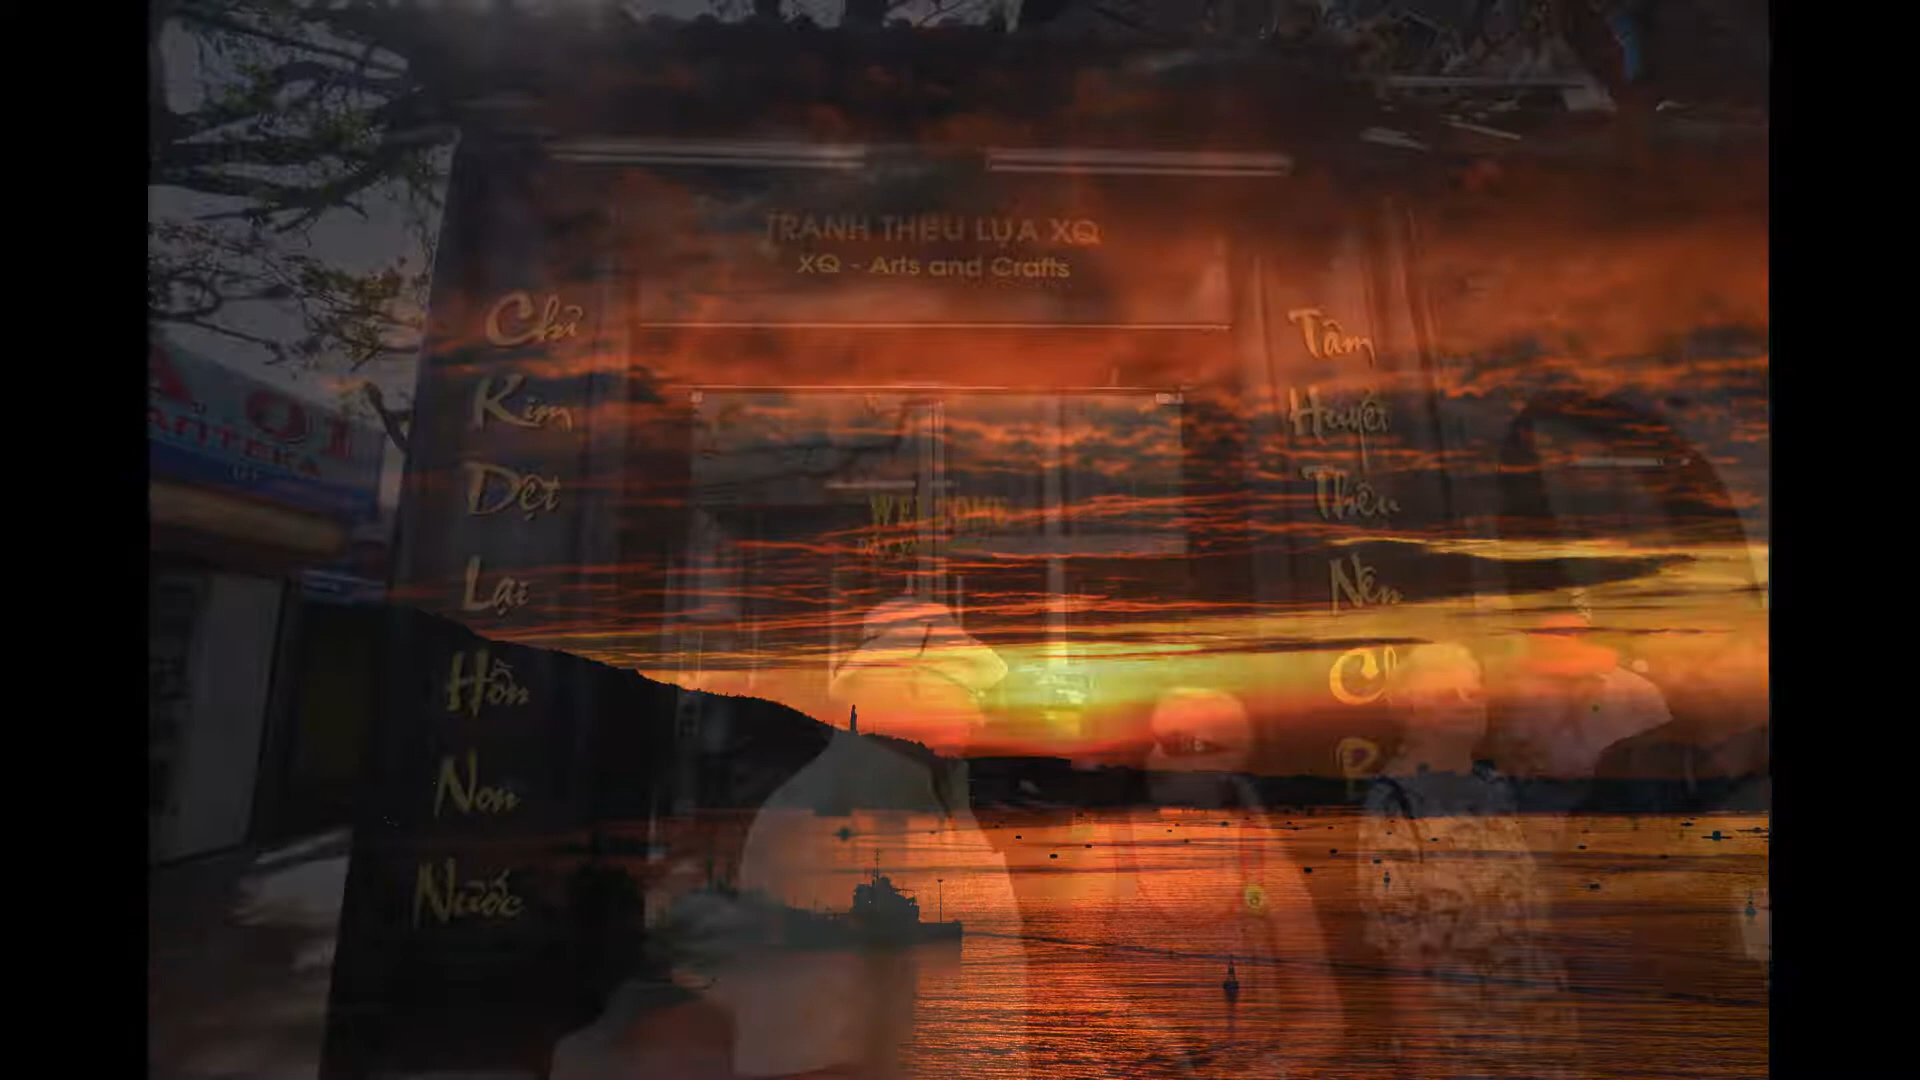 TRANH THÊU LỤA XQ
XQ - Arts and Crafts
Chỉ
Kim
Dệt
Lại
Hồn
Non
Nước
Tâm
Huyết
Thêu
Nên
WELCOME
АПТЕКА